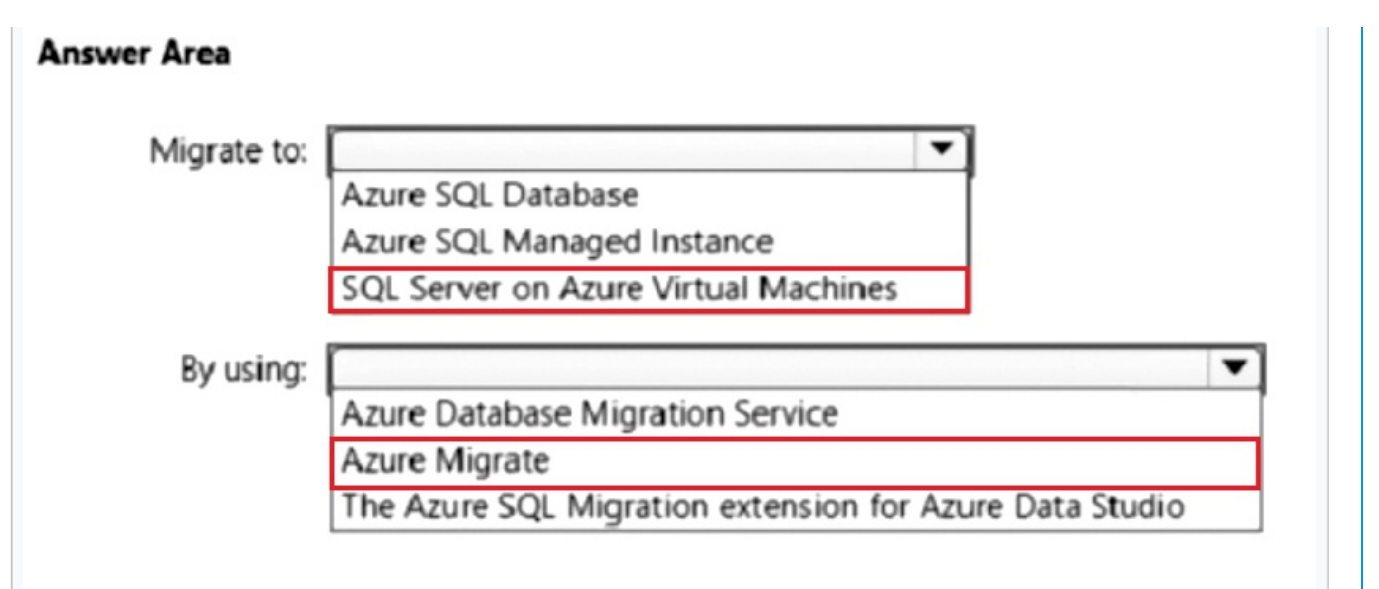 Answer Area
Migrate to:
Azure SQL Database
Azure SQL Managed Instance
SQL Server on Azure Virtual Machines
By using:
Azure Database Migration Service
Azure Migrate
The Azure SQL Migration extension for Azure Data Studio